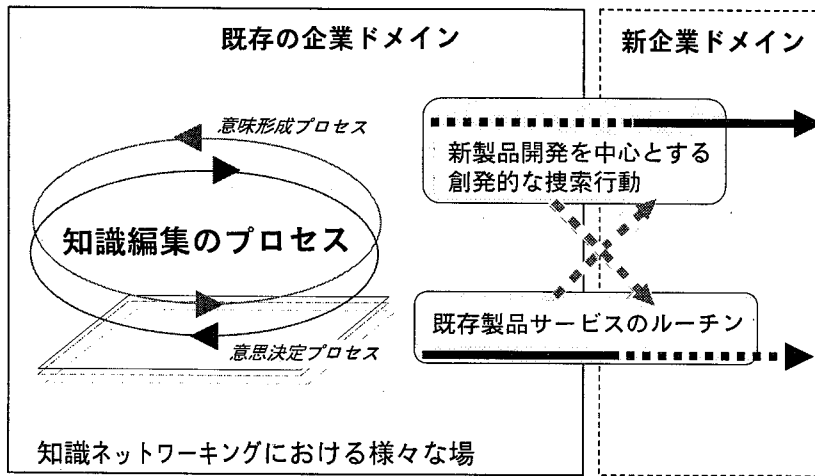 既存の企業ドメイン
新企業ドメイン
意味形成プロセス
新製品開発を中心とする
創発的な捜索行動
知識編集のプロセス
既存製品サービスのルーチン
意思決定プロセス
知識ネットワーキングにおける様々な場